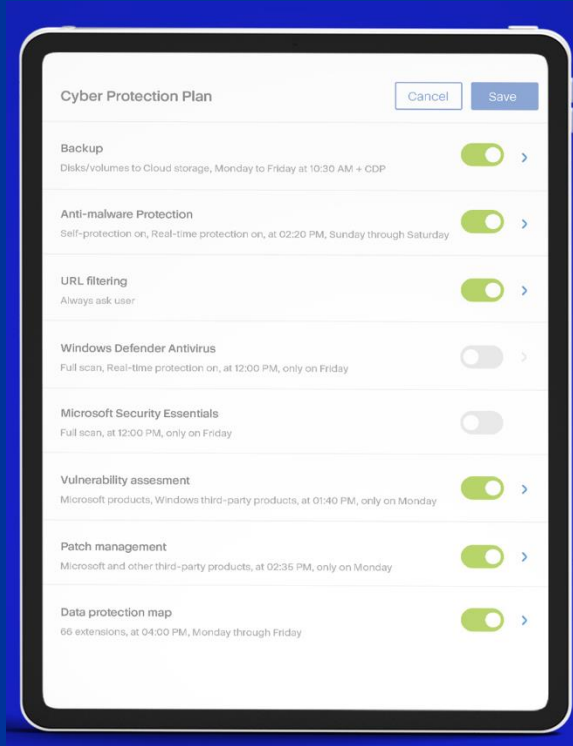 Cyber Protection Plan
Cancel
Save
Backup
Disks/volumes to Cloud storage, Monday to Friday at 10:30 AM + CDP
Anti-malware Protection
Self-protection on, Real-time protection on, at 02:20 PM, Sunday through Saturday
URL filtering
Always ask user
Windows Defender Antivirus
Full scan, Real-time protection on, at 12:00 PM, only on Friday
Microsoft Security Essentials
Full scan, at 12:00 PM, only on Friday
Vulnerability assesment
Microsoft products, Windows third-party products, at 01:40 PM, only on Monday
Patch management
Microsoft and other third-party products, at 02:35 PM, only on Monday
Data protection map
66 extensions, at 04:00 PM, Monday through Friday